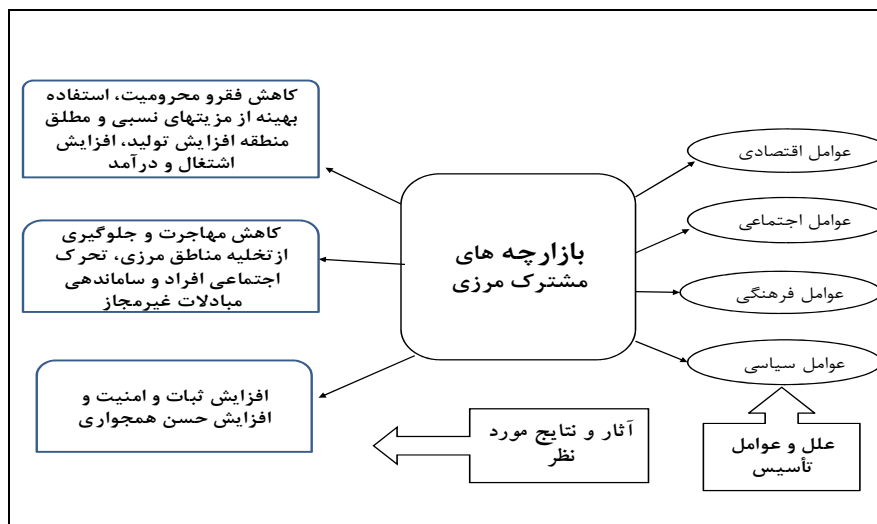 عوامل اقتصادی
عوامل اجتماعی
عوامل فرهنگی
عوامل سیاسی
علل و عوامل
تأسیس
بازارچه های
مشترک مرزی
کاهش فقرو محرومیت، استفاده
بهینه از مزیتهای نسبی و مطلق
منطقه افزایش تولید، افزایش
اشتغال و درآمد
کاهش مهاجرت و جلوگیری
ازتخلیه مناطق مرزی، تحرک
اجتماعی افراد و ساماندهی
مبادلات غیرمجاز
افزایش ثبات و امنیت و
افزایش حسن همجواری
آثار و نتایج مورد
نظر